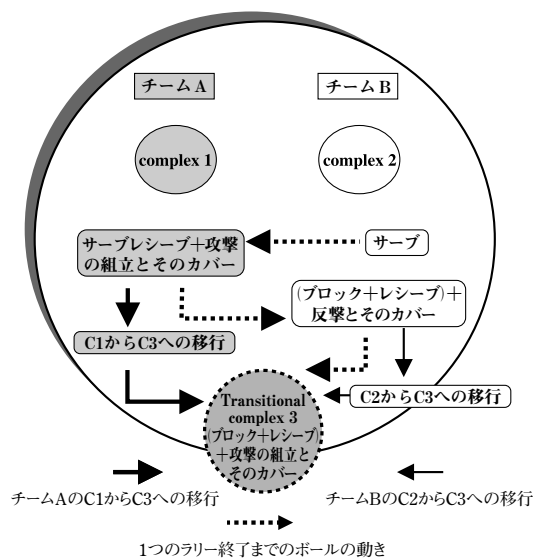 チームA
チームB
complex 1
complex 2
サーブレシーブ＋攻撃
の組立とそのカバー
サーブ
(ブロック＋レシーブ)＋
反撃とそのカバー
C1からC3への移行
C2からC3への移行
Transitional
complex 3
(ブロック＋レシーブ)
＋攻撃の組立と
そのカバー
チームAのC1からC3への移行
チームBのC2からC3への移行
1つのラリー終了までのボールの動き